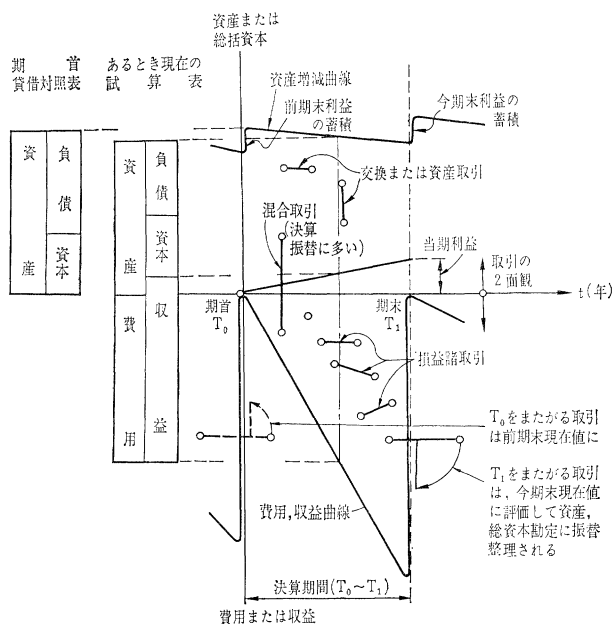 資産または
総括資本
期首
貸借対照表
あるとき現在の
試算表
資産増減曲線
前期末利益
の蓄積
今期末利益の
蓄積
資産
負債
資本
資産
負債
資本
費用
収益
交換または資産取引
混合取引
(決算
振替に多い)
当期利益
取引の
2面観
t(年)
期首
T₀
期末
T₁
損益諸取引
T₀をまたがる取引
は前期末現在値に
T₁をまたがる取引
は、今期末現在値
に評価して資産,
総資本勘定に振替
整理される
費用,収益曲線
決算期間(T₀〜T₁)
費用または収益